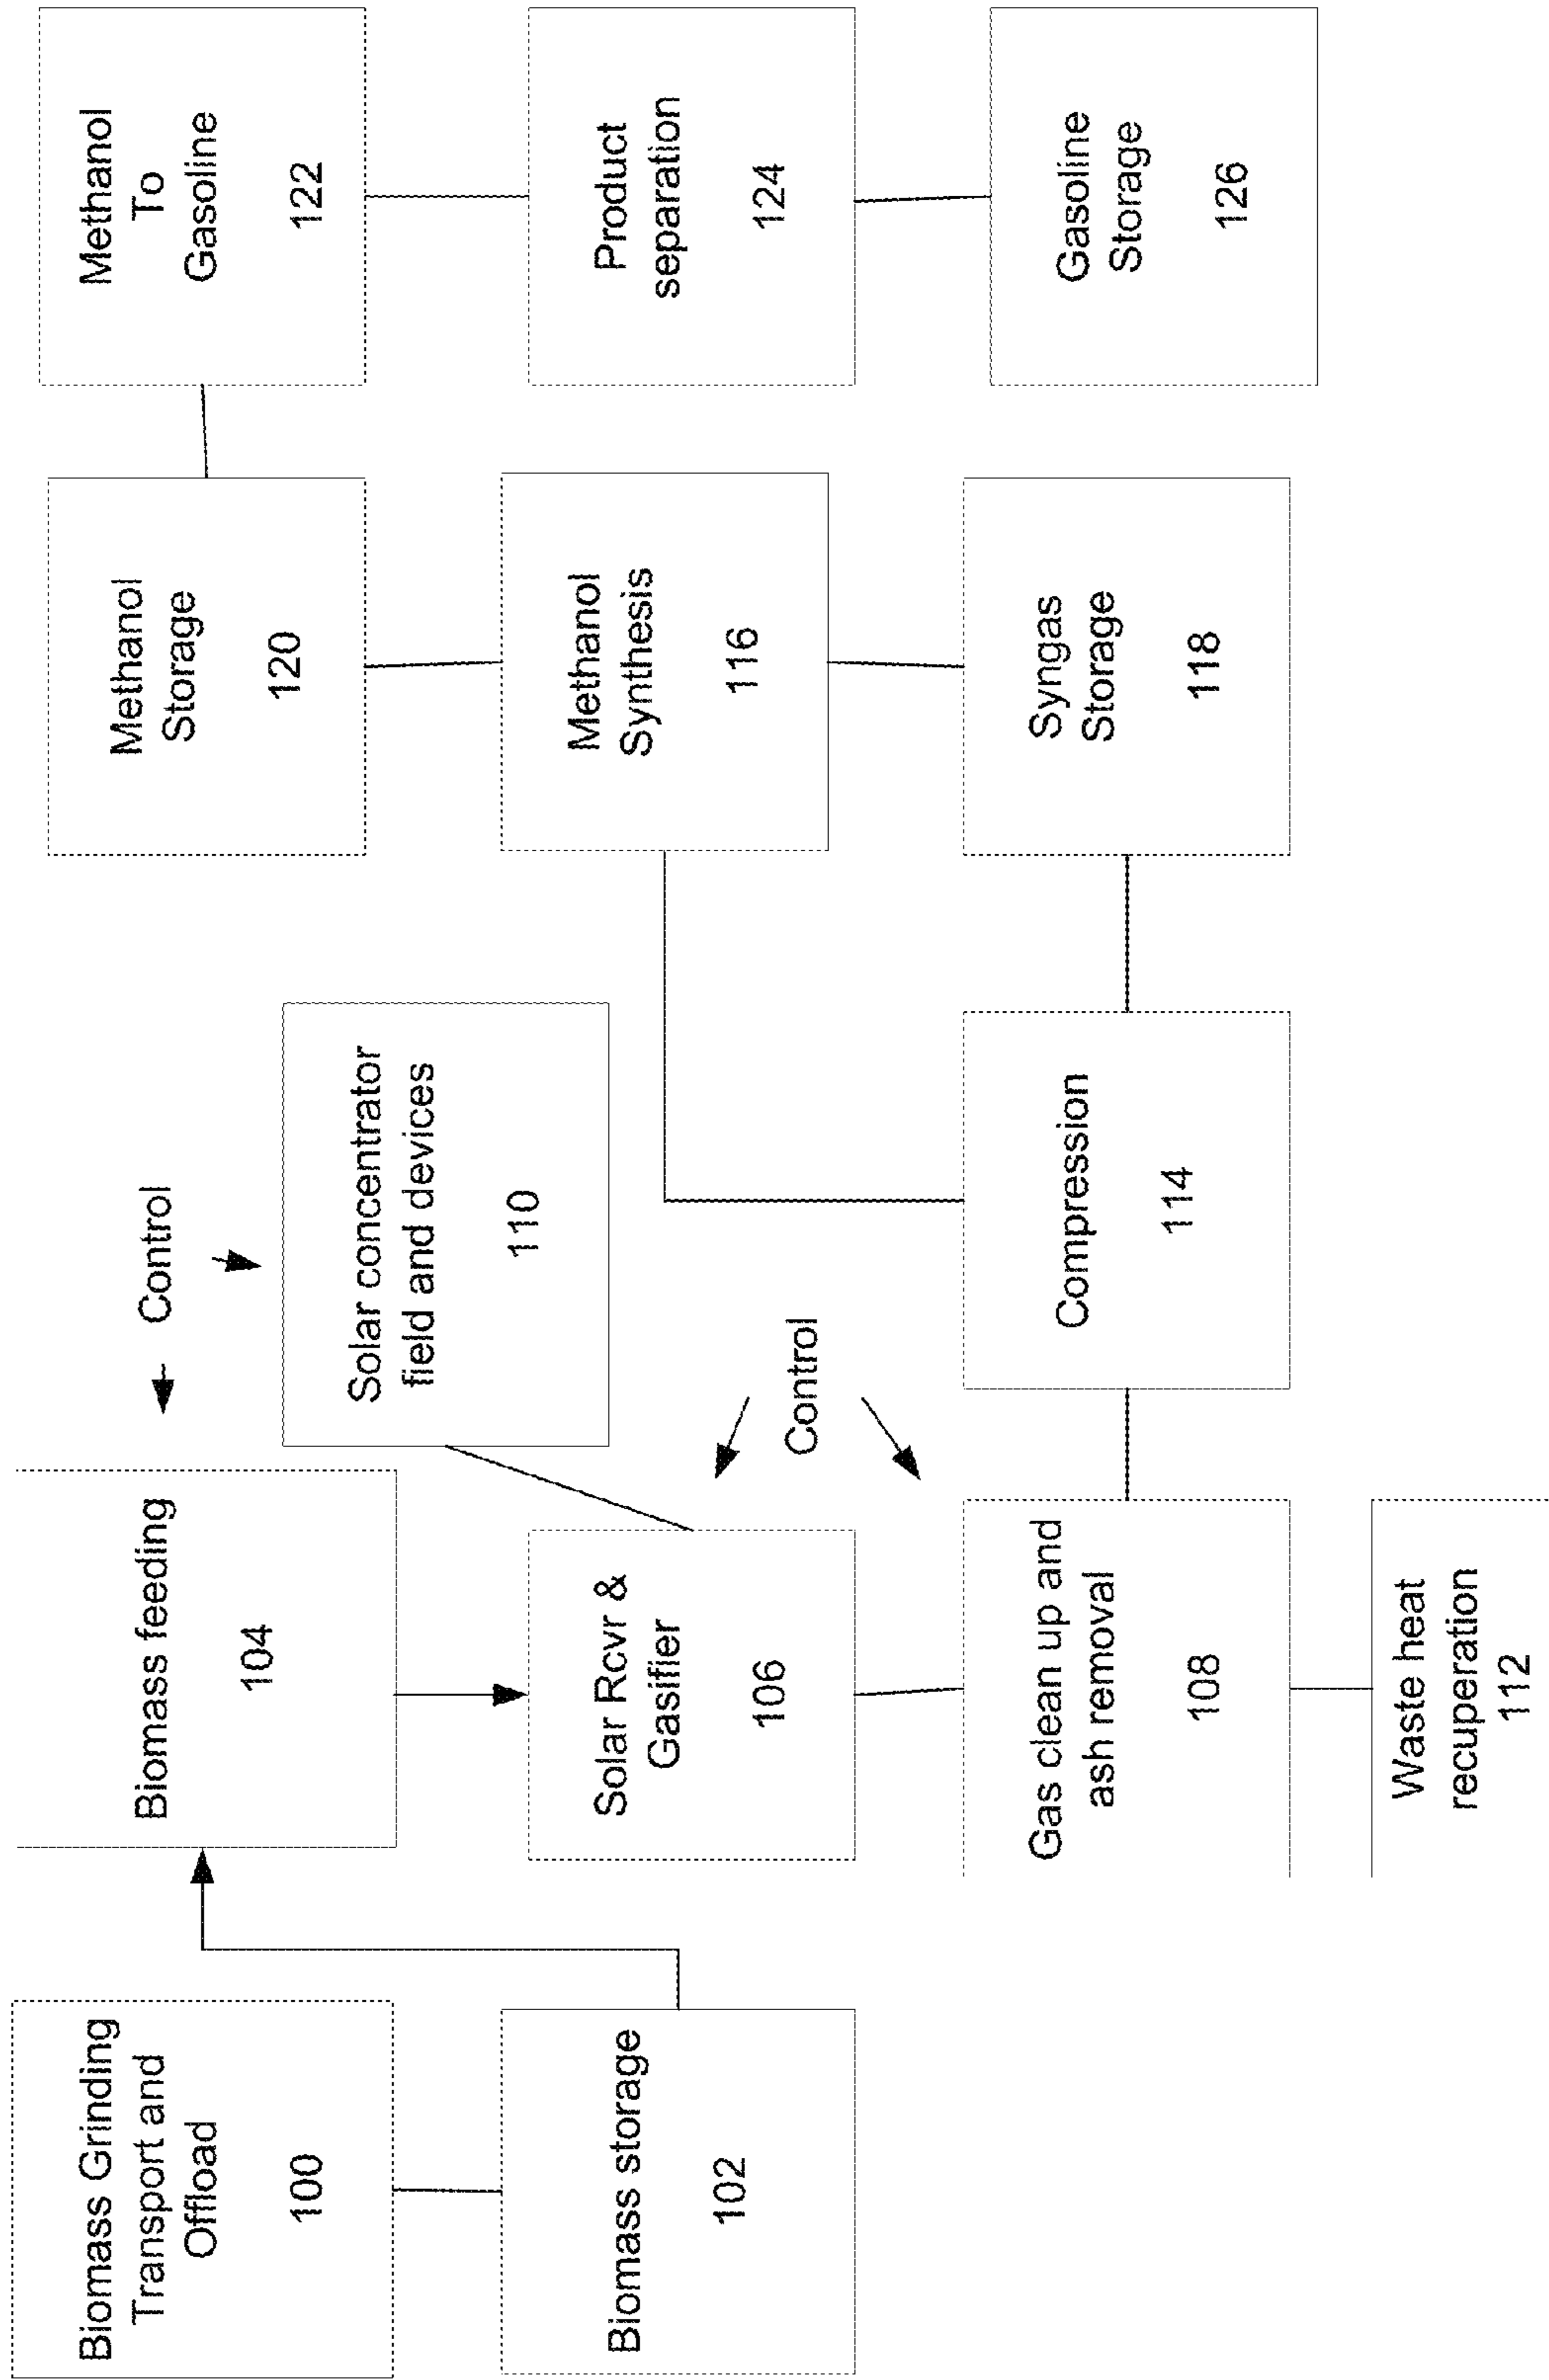 Biomass Grinding
Transport and
Offload
100
Biomass storage
102
Biomass feeding
104
Solar Rcvr &
Gasifier
106
Gas clean up and
ash removal
108
Waste heat
recuperation
112
Control
Solar concentrator
field and devices
110
Control
Compression
114
Methanol
Storage
120
Methanol
Synthesis
116
Syngas
Storage
118
Methanol
To
Gasoline
122
Product
separation
124
Gasoline
Storage
126